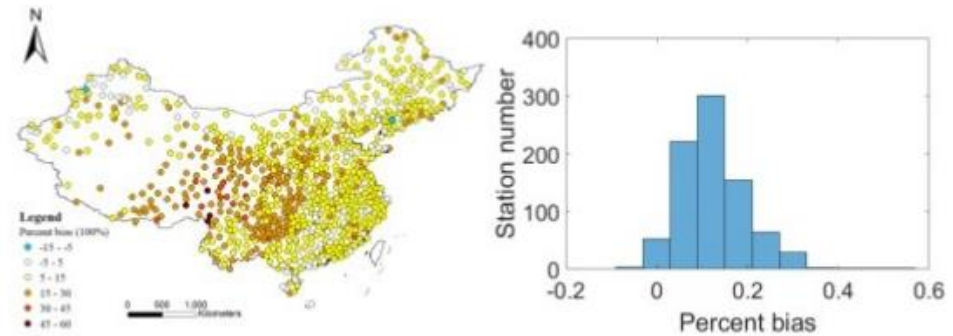 N
Legend
Percent bias (100%)
-15 - -5
-5 - 5
5 - 15
15 - 30
30 - 45
45 - 60
0 500 1,000
Kilometers
400
300
200
100
0
Station number
-0.2 0 0.2 0.4 0.6
Percent bias